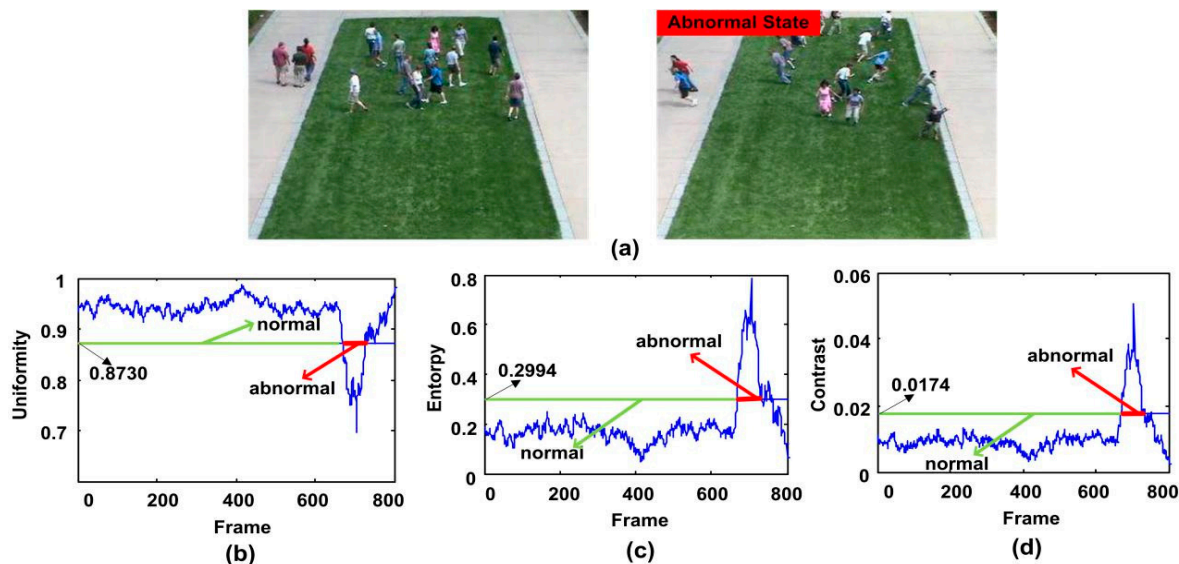 Abnormal State
(a)
1
0.9
0.8
0.7
Uniformity
normal
abnormal
0.8730
0 200 400 600 800
Frame
(b)
0.8
0.6
0.4
0.2
0
Entorpy
abnormal
0.2994
normal
0 200 400 600 800
Frame
(c)
0.06
0.04
0.02
0
Contrast
abnormal
0.0174
normal
0 200 400 600 800
Frame
(d)